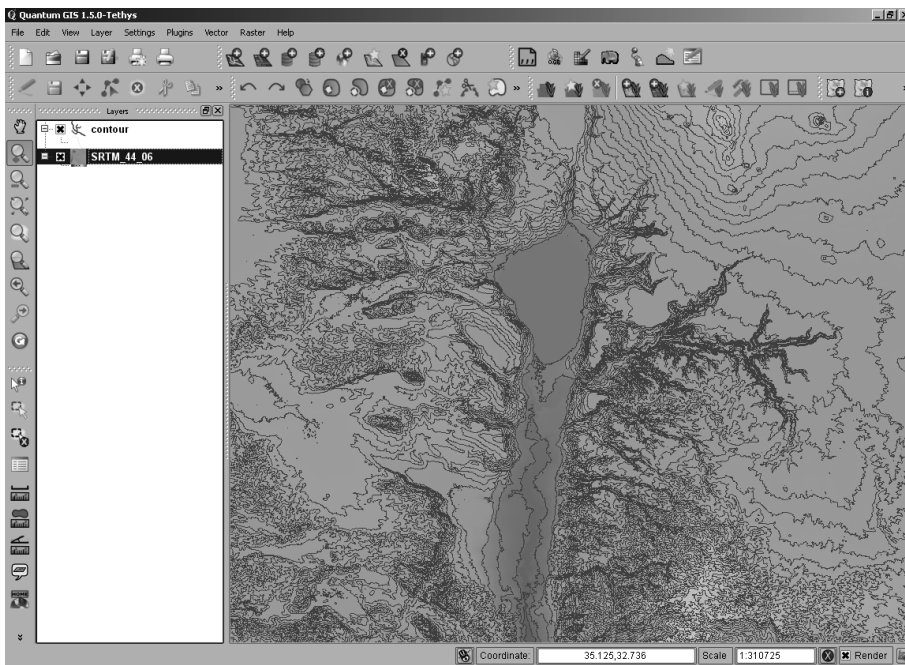 Quantum GIS 1.5.0-Tethys
File Edit View Layer Settings Plugins Vector Raster Help
» » »
Layers
contour
SRTM_44_06
HOME
»
Coordinate: 35.125,32.736 Scale 1:310725 Render